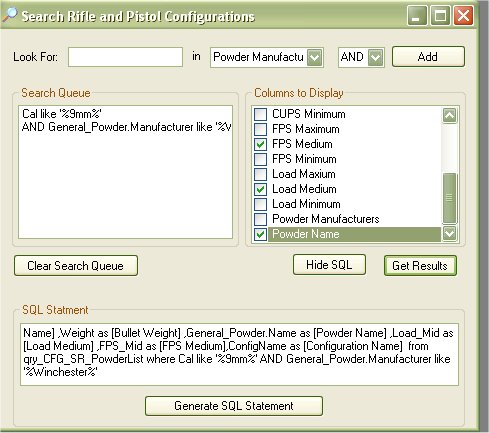 Search Rifle and Pistol Configurations
Look For: in Powder Manufactu AND Add
Search Queue
Cal like '%9mm%'
AND General_Powder.Manufacturer like '%V
Columns to Display
CUPS Minimum
FPS Maximum
FPS Medium
FPS Minimum
Load Maxium
Load Medium
Load Minimum
Powder Manufacturers
Powder Name
Clear Search Queue
Hide SQL
Get Results
SQL Statment
Name] ,Weight as [Bullet Weight] ,General_Powder.Name as [Powder Name] ,Load_Mid as
[Load Medium] ,FPS_Mid as [FPS Medium],ConfigName as [Configuration Name] from
qry_CFG_SR_PowderList where Cal like '%9mm%' AND General_Powder.Manufacturer like
'%Winchester%'
Generate SQL Statement